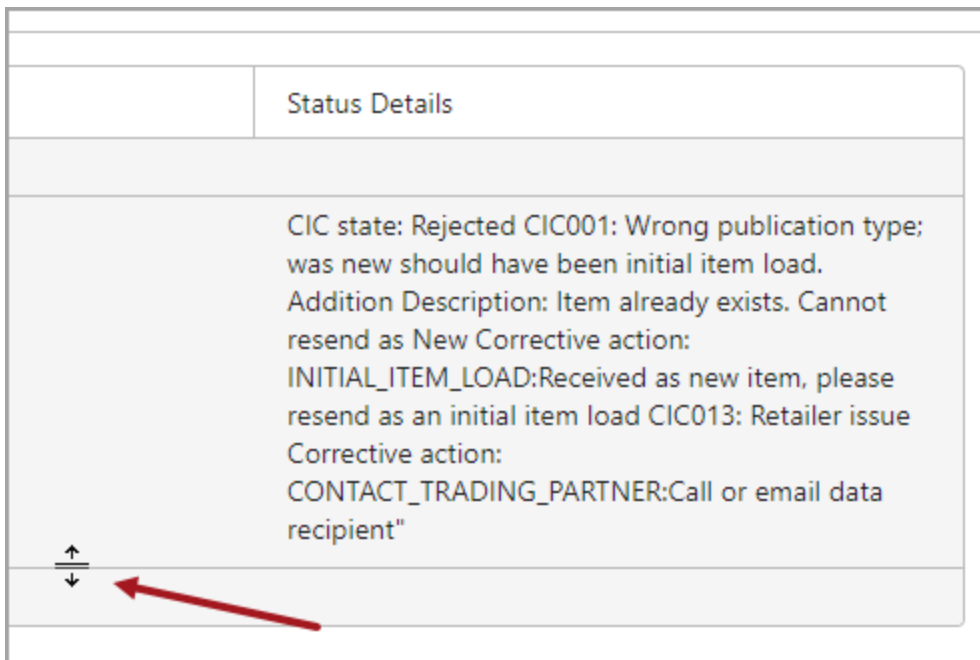 Status Details
CIC state: Rejected CIC001: Wrong publication type;
was new should have been initial item load.
Addition Description: Item already exists. Cannot
resend as New Corrective action:
INITIAL_ITEM_LOAD:Received as new item, please
resend as an initial item load CIC013: Retailer issue
Corrective action:
CONTACT_TRADING_PARTNER:Call or email data
recipient"